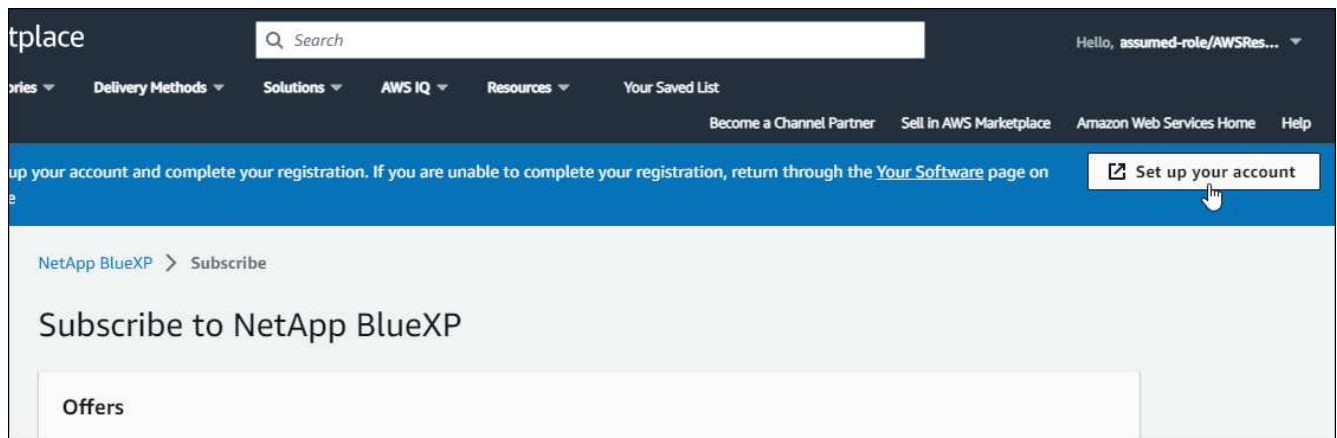 tplace
Search
Hello, assumed-role/AWSRes...
ories Delivery Methods Solutions AWS IQ Resources Your Saved List
Become a Channel Partner Sell in AWS Marketplace Amazon Web Services Home Help
up your account and complete your registration. If you are unable to complete your registration, return through the Your Software page on
e
Set up your account
NetApp BlueXP > Subscribe
Subscribe to NetApp BlueXP
Offers